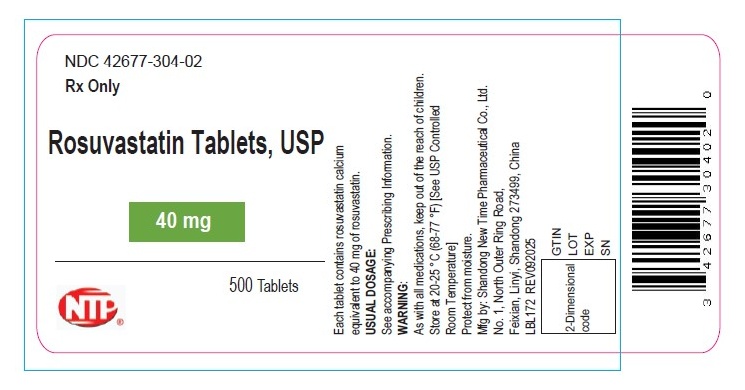 NDC 42677-304-02
Rx Only
Rosuvastatin Tablets, USP
40 mg
500 Tablets
NTP®
Each tablet contains rosuvastatin calcium
equivalent to 40 mg of rosuvastatin.
USUAL DOSAGE:
See accompanying Prescribing Information.
WARNING:
As with all medications, keep out of the reach of children.
Store at 20-25 °C (68-77 °F) [See USP Controlled
Room Temperature]
Protect from moisture.
Mfg by: Shandong New Time Pharmaceutical Co., Ltd.
No. 1, North Outer Ring Road,
Feixian, Linyi, Shandong 273499, China
LBL172 REV092025
2-Dimensional
code
GTIN
LOT
EXP
SN
3 42677 30402 0